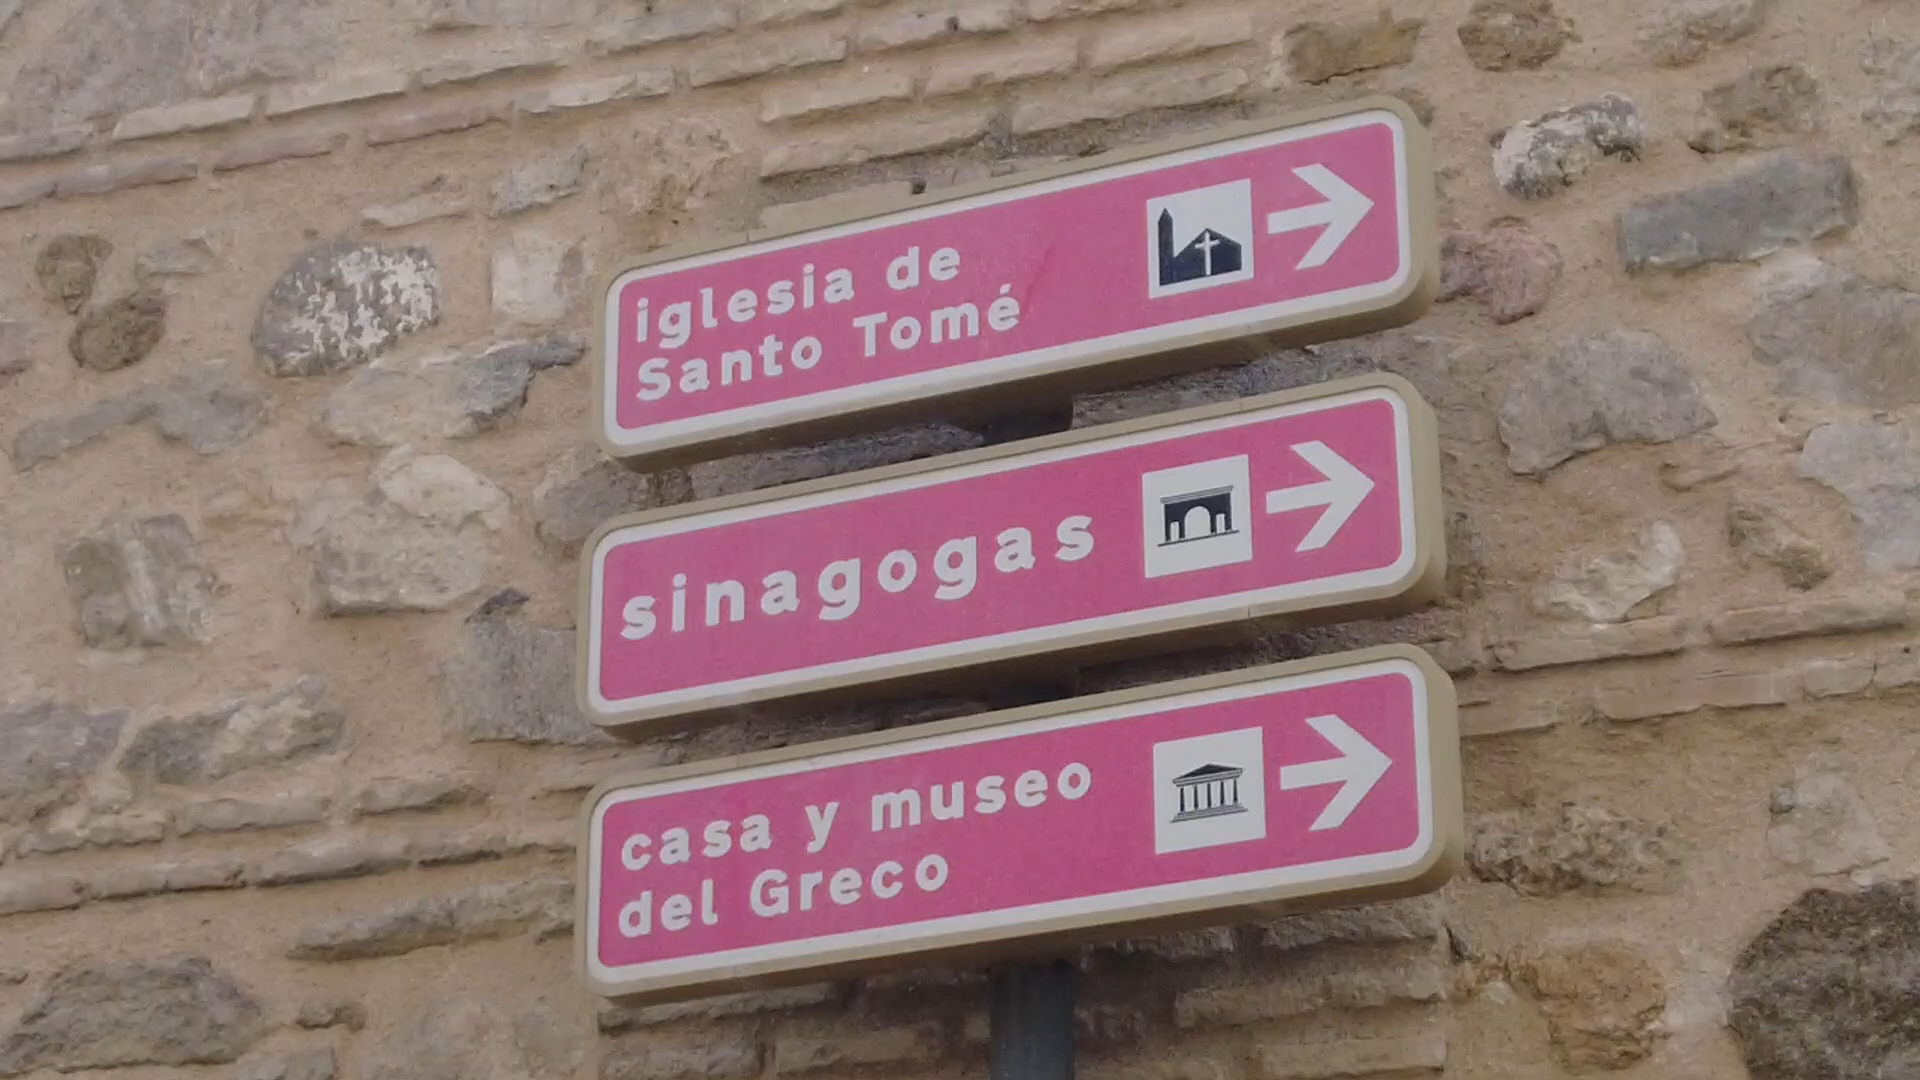 iglesia de
Santo Tomé
sinagogas
casa y museo
del Greco